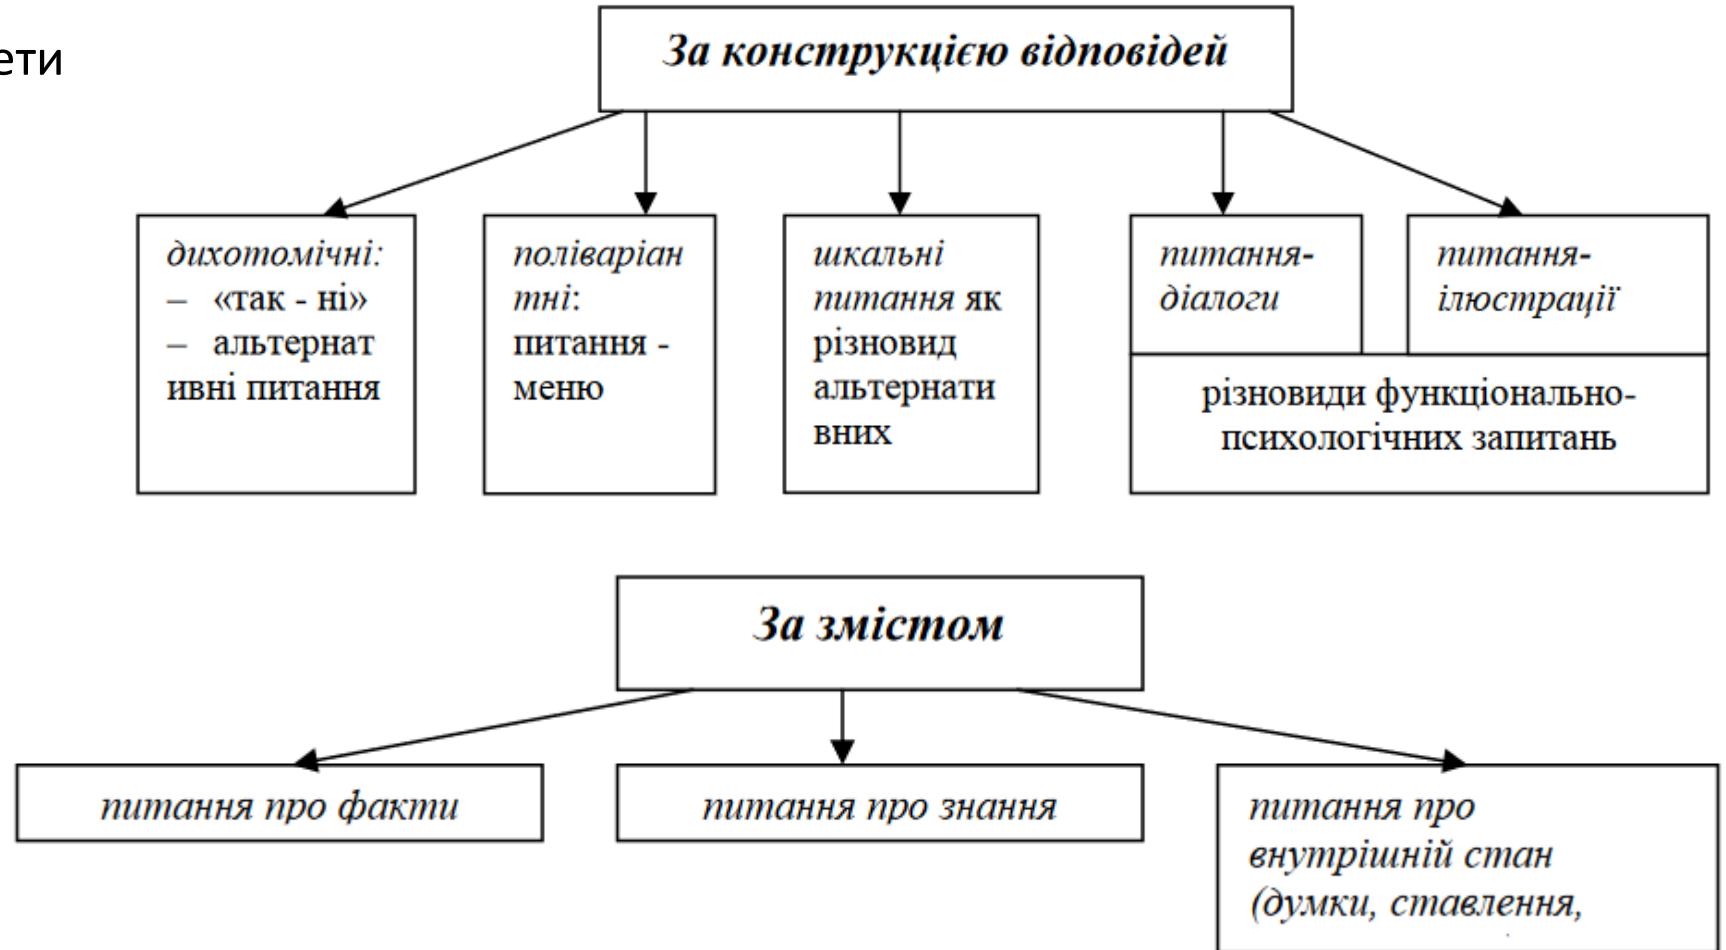 ети
За конструкцією відповідей
дихотомічні:
– «так - ні»
– альтернат
ивні питання
поліваріан
тні:
питання -
меню
шкальні
питання як
різновид
альтернати
вних
питання-
діалоги
питання-
ілюстрації
різновиди функціонально-
психологічних запитань
За змістом
питання про факти
питання про знання
питання про
внутрішній стан
(думки, ставлення,